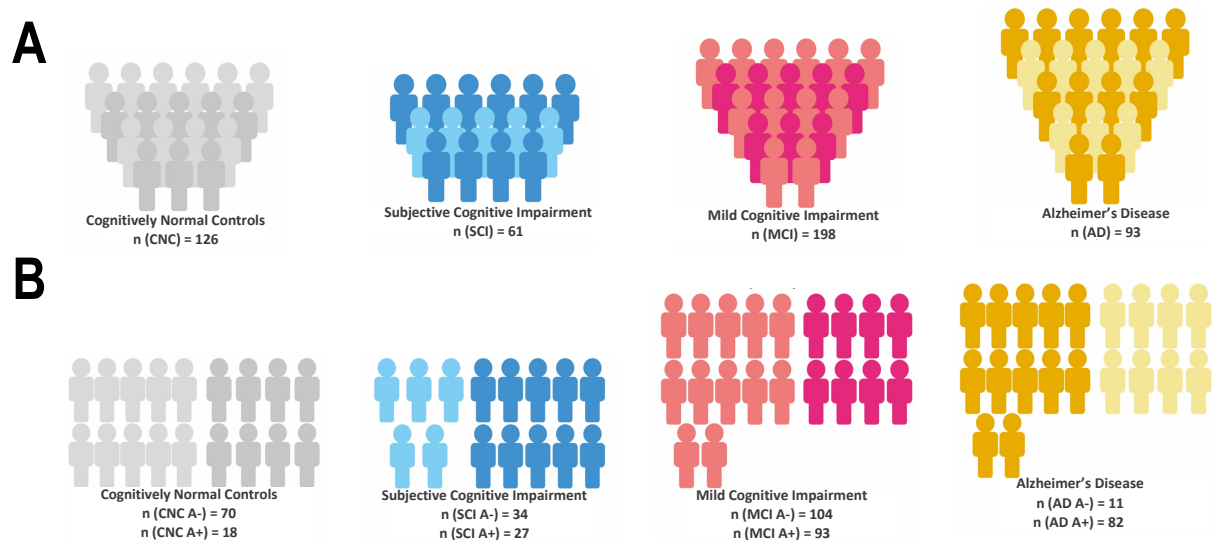 A
Cognitively Normal Controls
n (CNC) = 126
Subjective Cognitive Impairment
n (SCI) = 61
Mild Cognitive Impairment
n (MCI) = 198
Alzheimer's Disease
n (AD) = 93
B
Cognitively Normal Controls
n (CNC A-) = 70
n (CNC A+) = 18
Subjective Cognitive Impairment
n (SCI A-) = 34
n (SCI A+) = 27
Mild Cognitive Impairment
n (MCI A-) = 104
n (MCI A+) = 93
Alzheimer's Disease
n (AD A-) = 11
n (AD A+) = 82